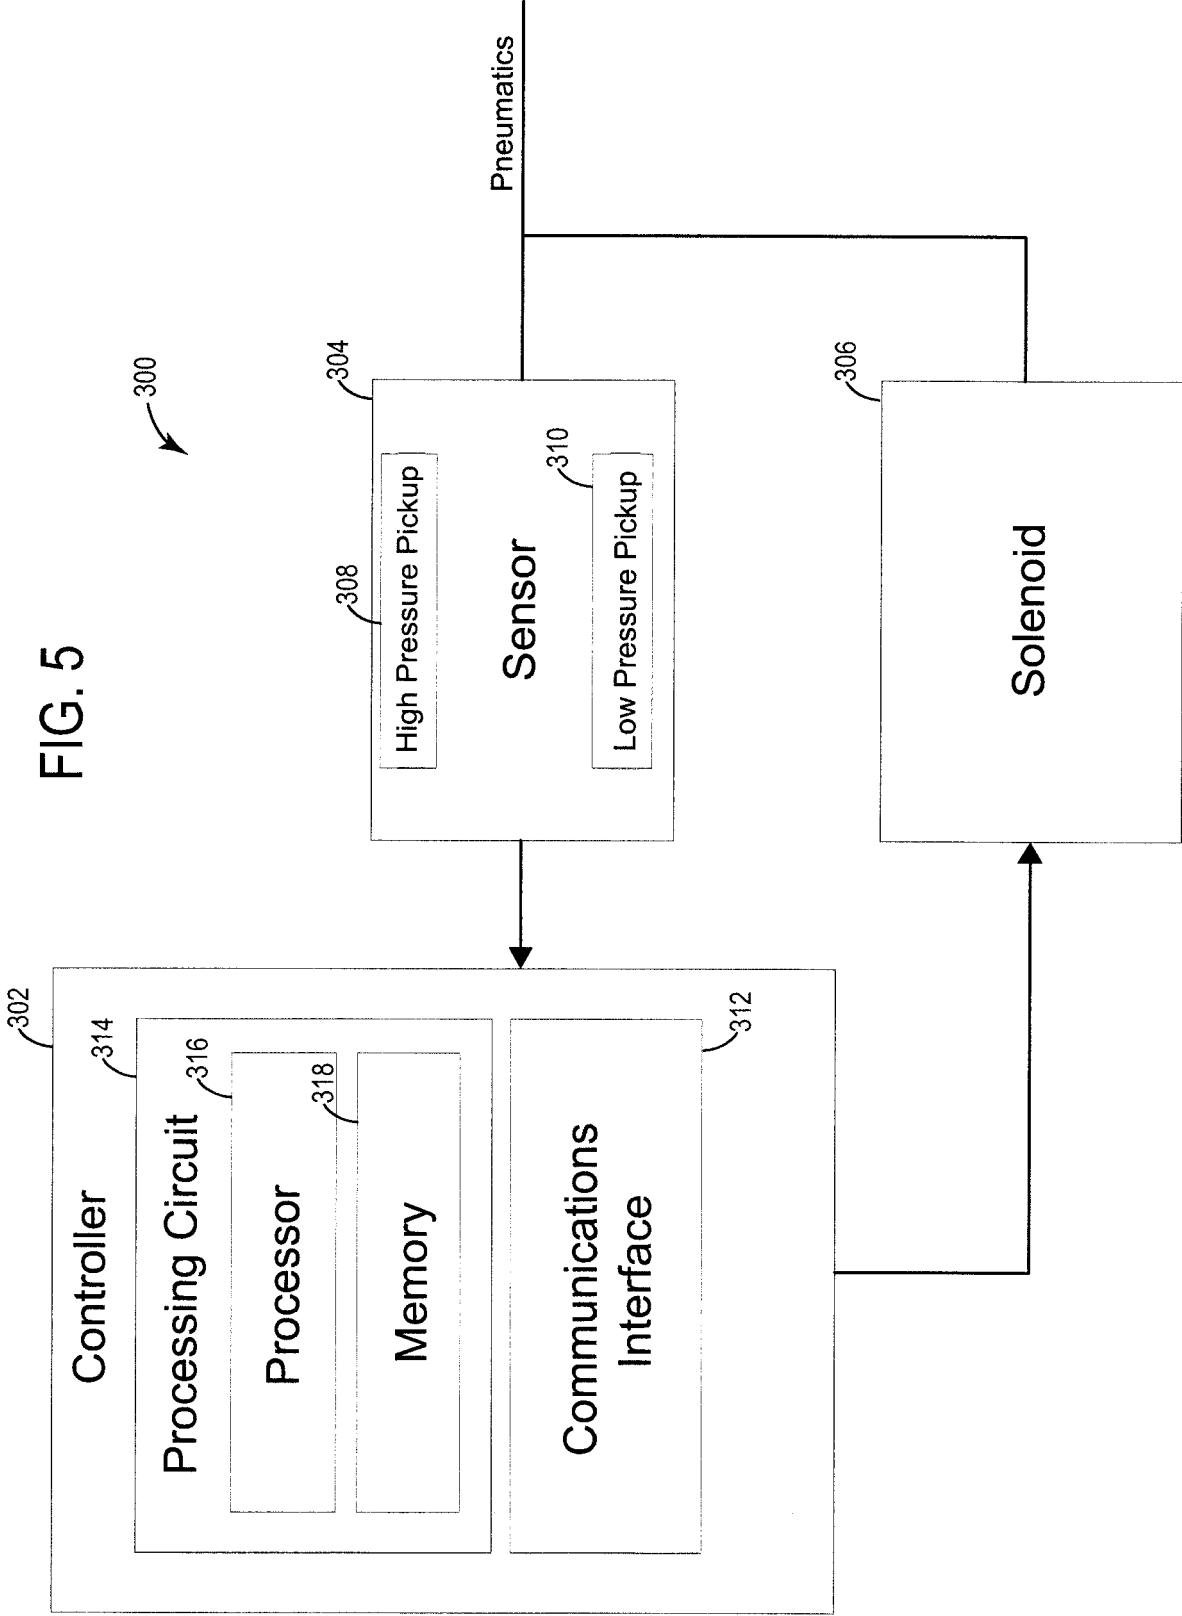 FIG. 5
300
302
Controller
314
Processing Circuit
316
Processor
318
Memory
312
Communications
Interface
304
308
High Pressure Pickup
Sensor
310
Low Pressure Pickup
Pneumatics
306
Solenoid